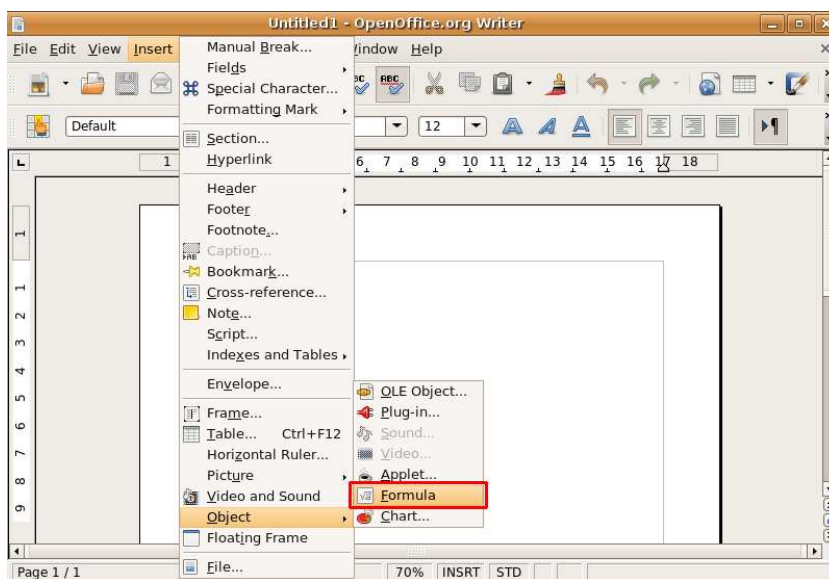 Untitled1 - OpenOffice.org Writer
File Edit View Insert Window Help
Manual Break...
Fields
Special Character...
Formatting Mark
Section...
Hyperlink
Header
Footer
Footnote...
Caption...
Bookmark...
Cross-reference...
Note...
Script...
Indexes and Tables
Envelope...
Frame...
Table... Ctrl+F12
Horizontal Ruler...
Picture
Video and Sound
Object
Floating Frame
File...
OLE Object...
Plug-in...
Sound...
Video...
Applet...
Formula
Chart...
ABC
Default 12
1 6 7 8 9 10 11 12 13 14 15 16 17 18
1
1
2
3
4
5
6
7
8
9
Page 1 / 1 70% INSRT STD